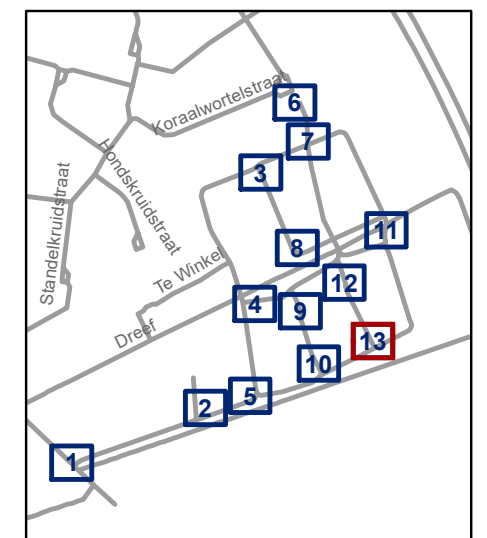 Koraalwortelstraat
6
7
Hondskruidstraat
3
Standelkruidstraat
11
8
Te Winkel
12
4
9
Dreef
13
10
5
2
1